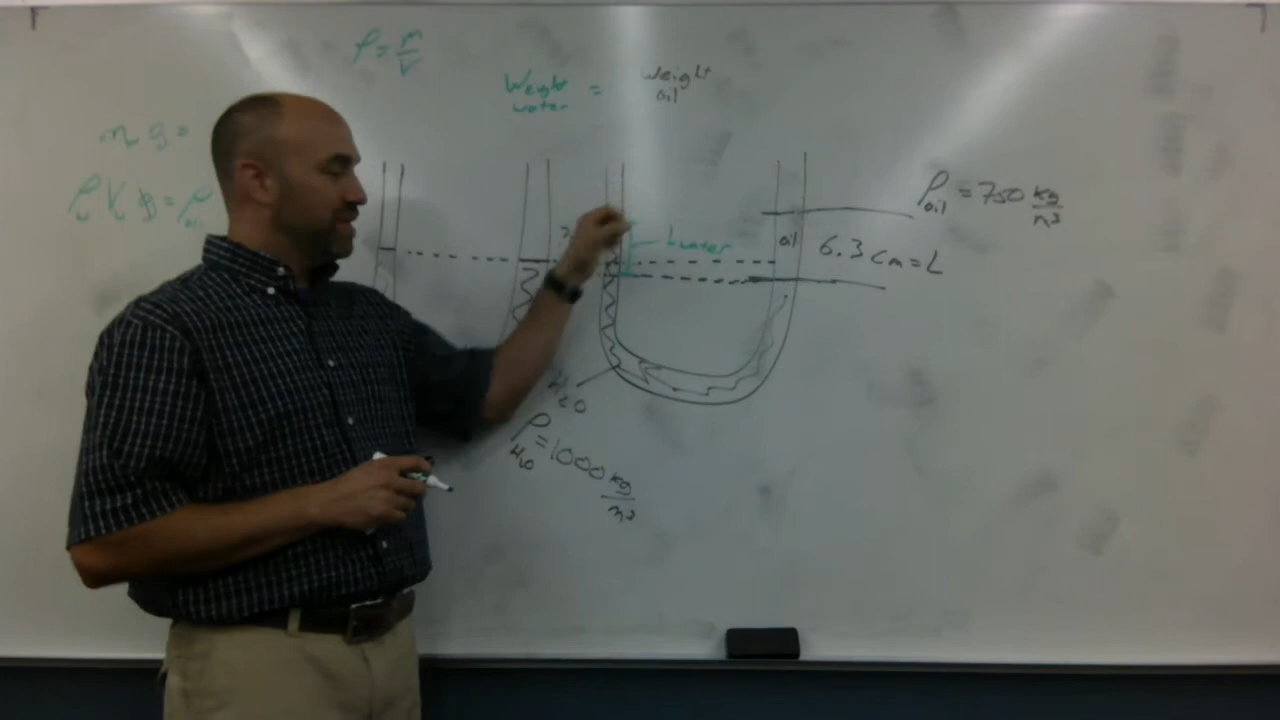 ρ = m/V
Weight water = weight oil
m g =
ρ V g = ρ oil
L water
oil
6.3 cm = L
ρ oil = 750 kg/m³
H₂O
ρ H₂O = 1000 kg/m³